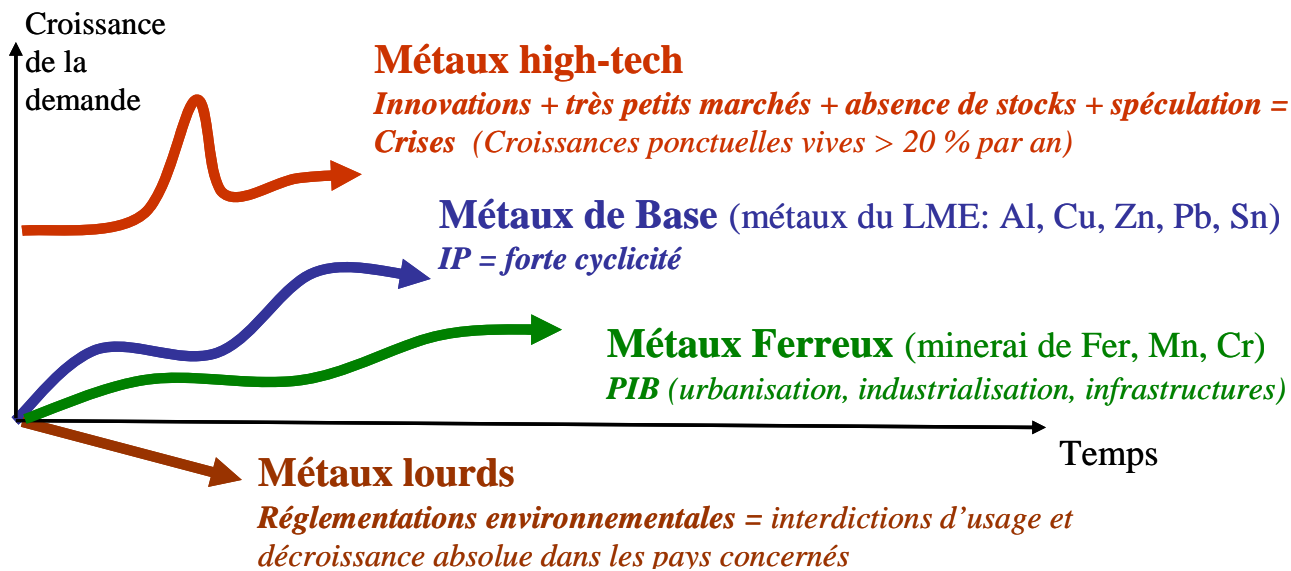 Croissance
de la
demande
Métaux high-tech
Innovations + très petits marchés + absence de stocks + spéculation =
Crises (Croissances ponctuelles vives > 20 % par an)
Métaux de Base (métaux du LME: Al, Cu, Zn, Pb, Sn)
IP = forte cyclicité
Métaux Ferreux (minerai de Fer, Mn, Cr)
PIB (urbanisation, industrialisation, infrastructures)
Temps
Métaux lourds
Réglementations environnementales = interdictions d’usage et
décroissance absolue dans les pays concernés